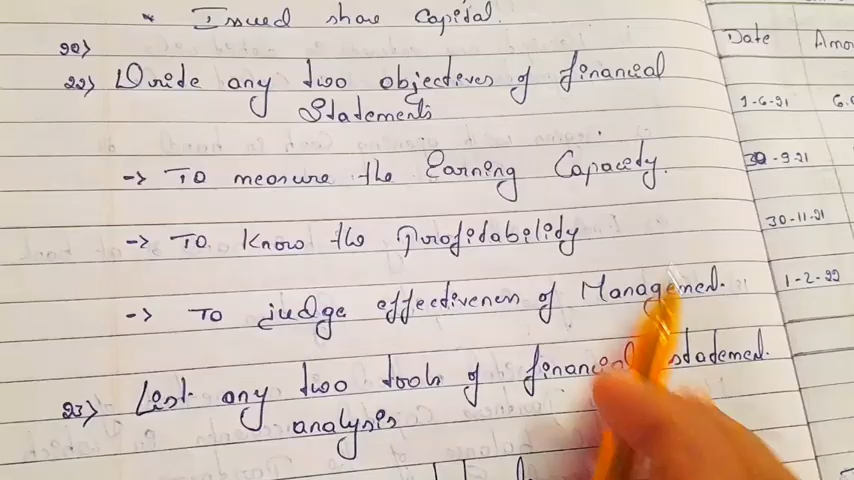 * Issued share Capital.
22)
22) Write any two objectives of financial
Statements
-> To measure the Earning Capacity.
-> To know the Profitability
-> To judge effectiveness of Management.
23) List any two tools of financial statement
analysis
Date
1-6-21
30-9-21
30-11-21
1-2-22